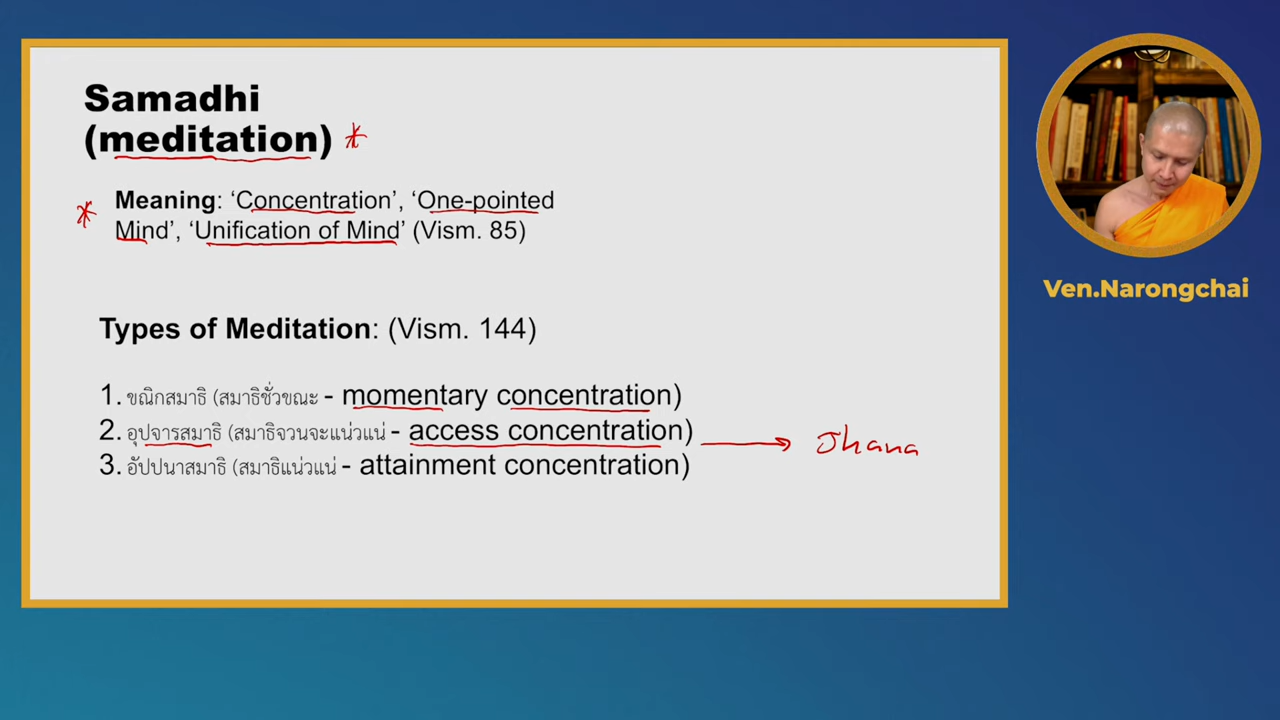 Samadhi
(meditation) *
* Meaning: ‘Concentration’, ‘One-pointed
Mind’, ‘Unification of Mind’ (Vism. 85)
Types of Meditation: (Vism. 144)
1. ขณิกสมาธิ (สมาธิชั่วขณะ - momentary concentration)
2. อุปจารสมาธิ (สมาธิจวนจะแน่วแน่ - access concentration) → Jhana
3. อัปปนาสมาธิ (สมาธิแน่วแน่ - attainment concentration)
Ven.Narongchai